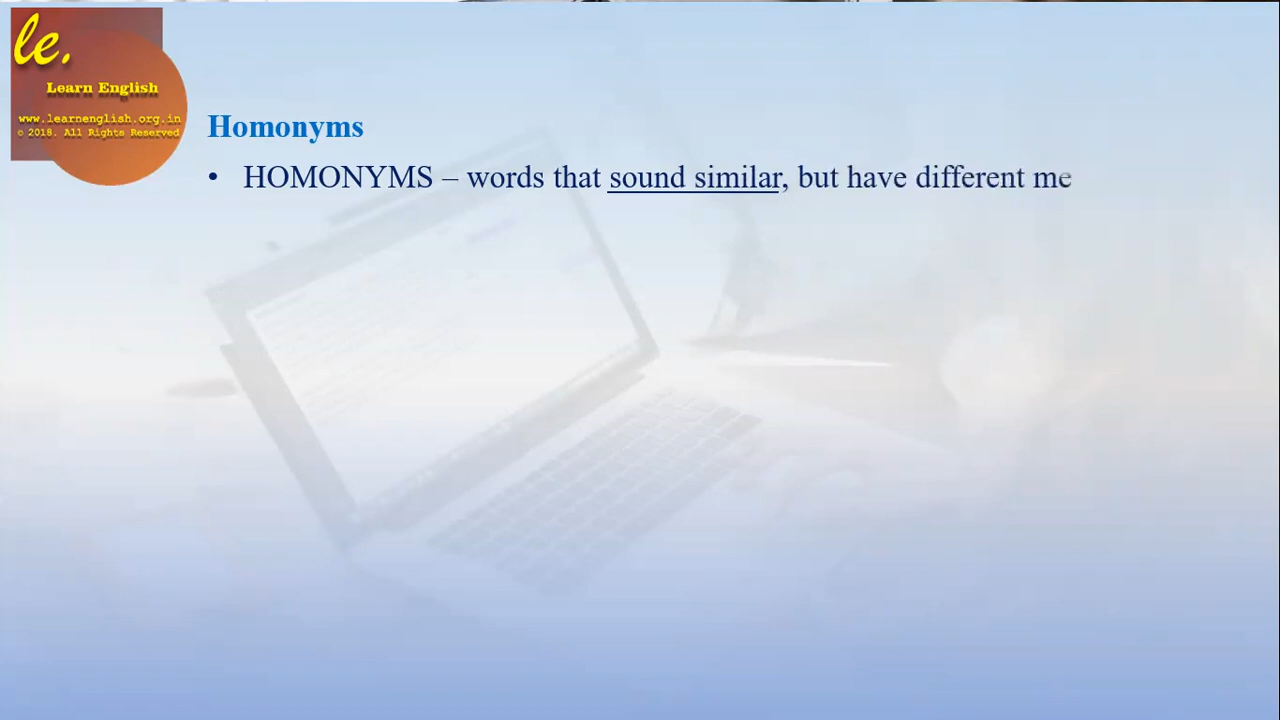 le.
Learn English
www.learnenglish.org.in
© 2018. All Rights Reserved
Homonyms
• HOMONYMS – words that sound similar, but have different me